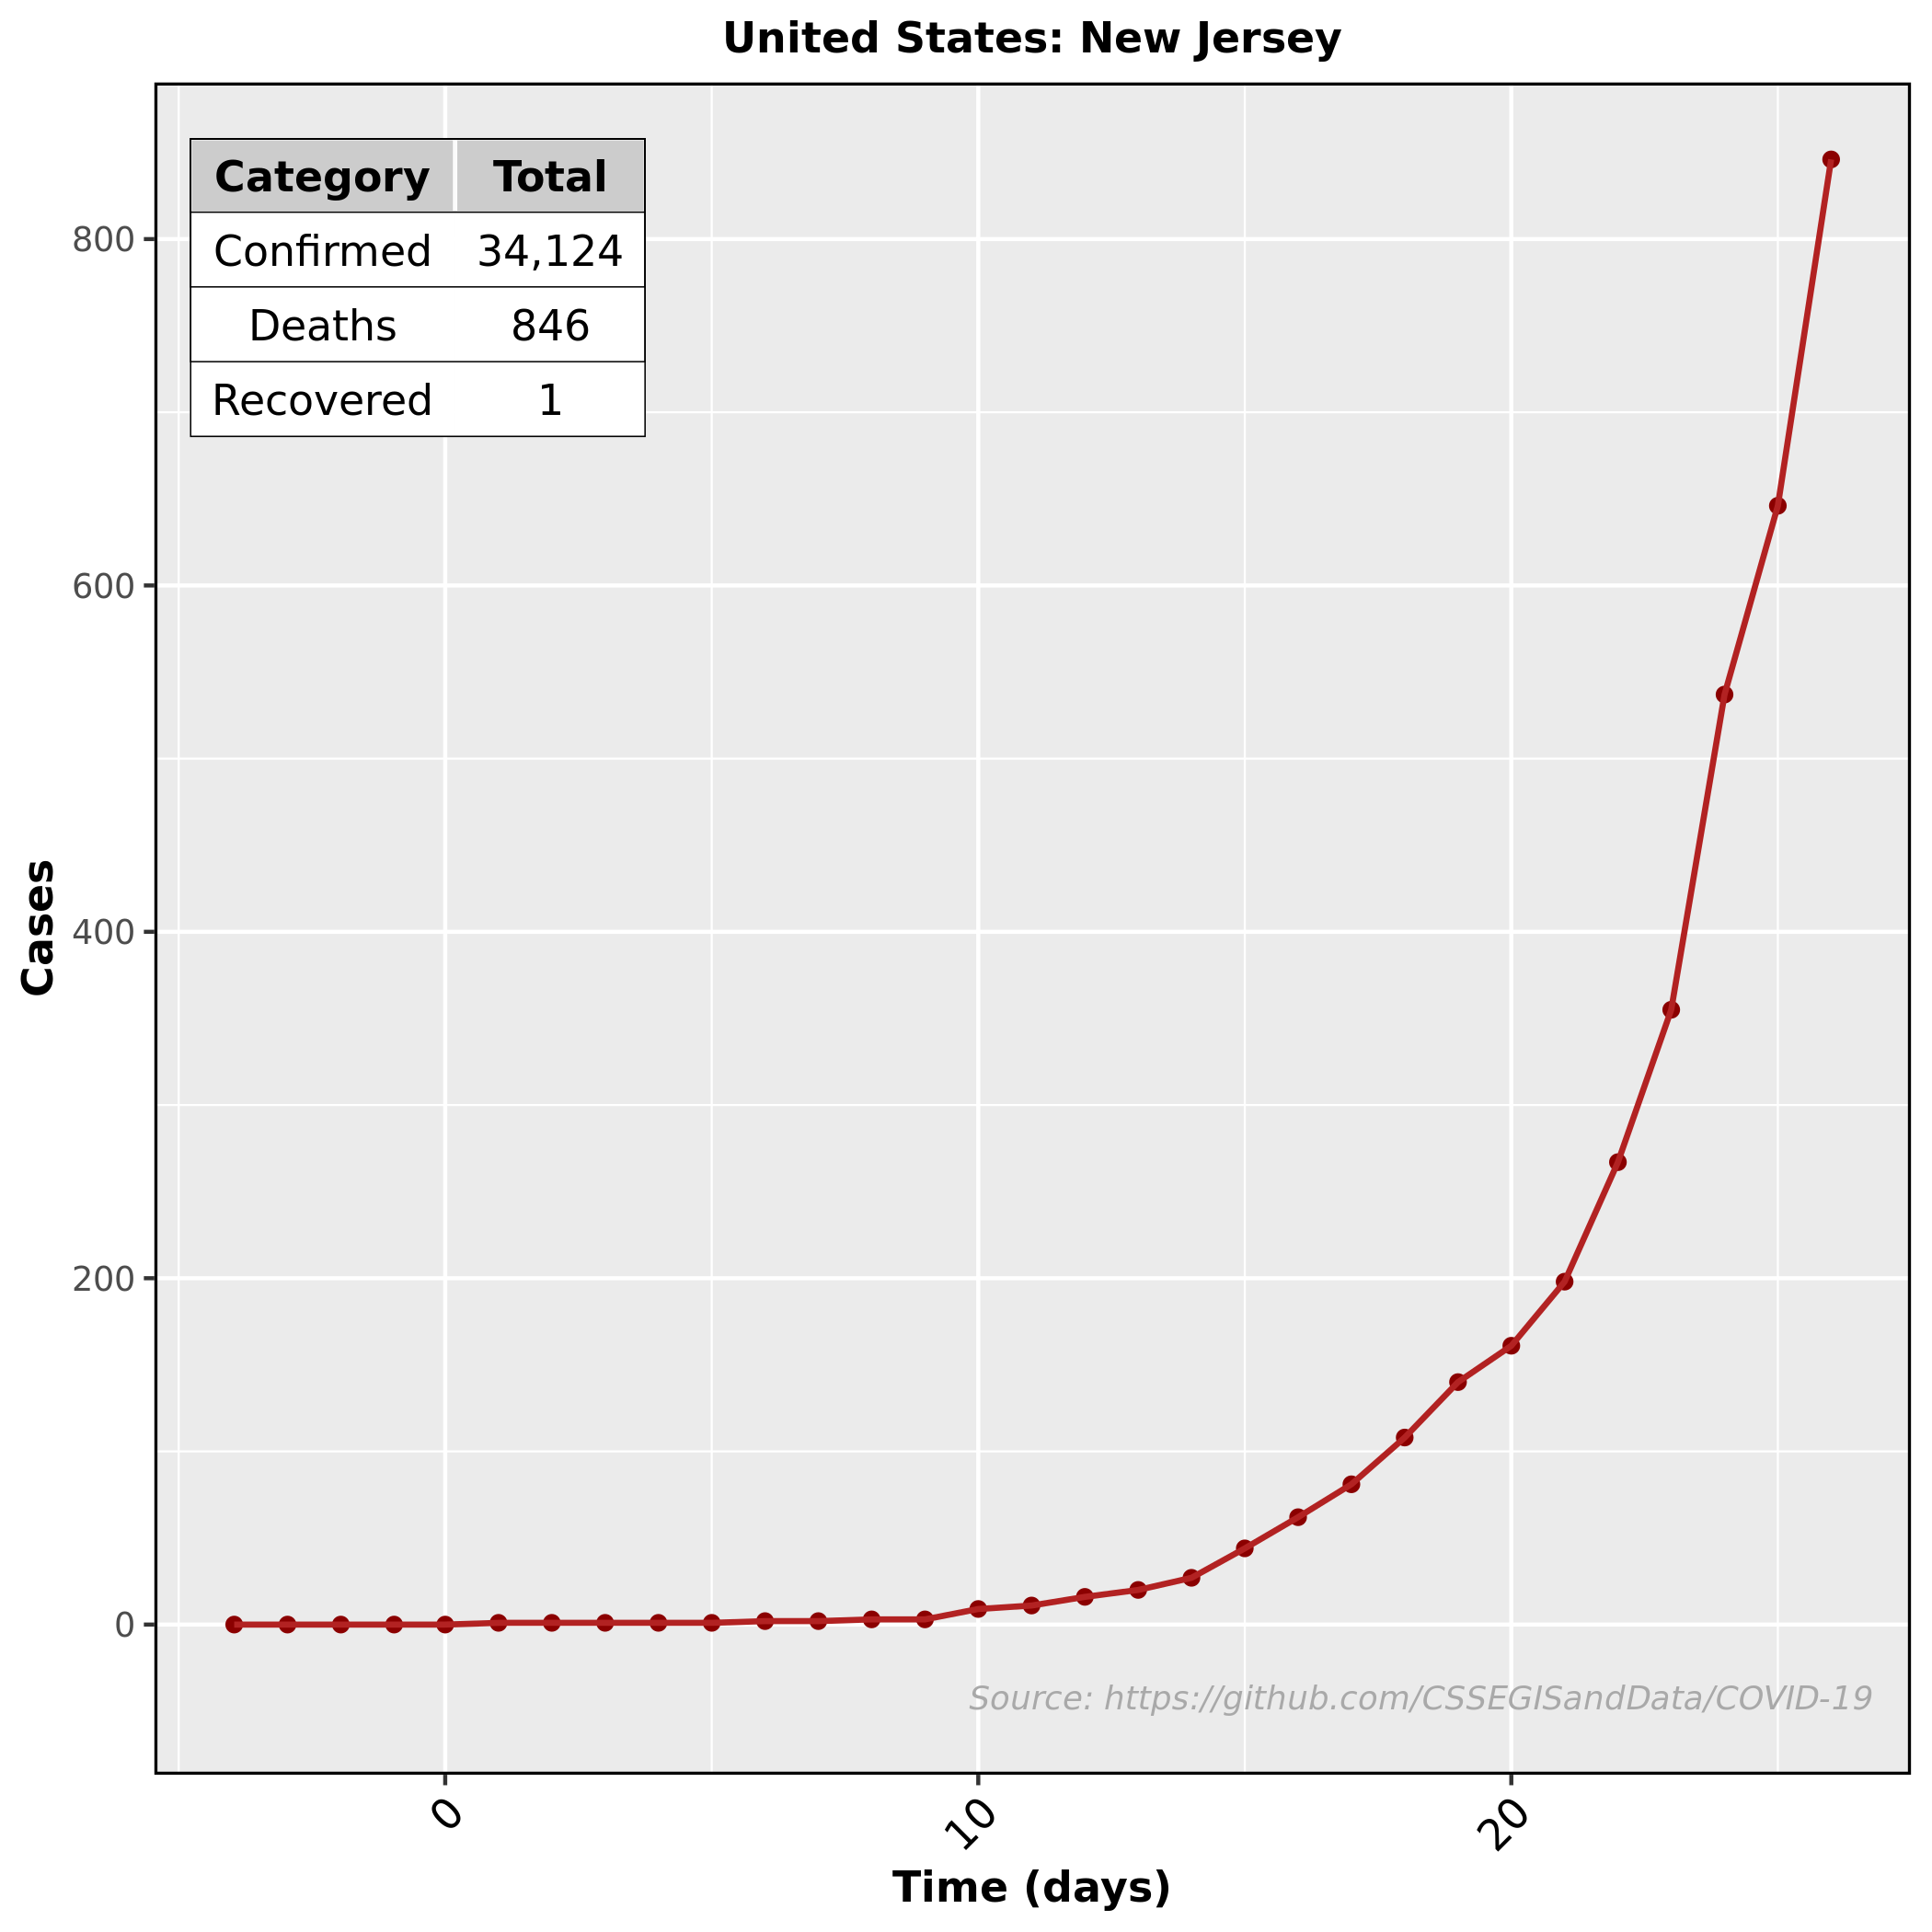 United States: New Jersey
Category Total
Confirmed 34,124
Deaths 846
Recovered 1
800
600
400
200
0
Cases
Source: https://github.com/CSSEGISandData/COVID-19
0 10 20
Time (days)